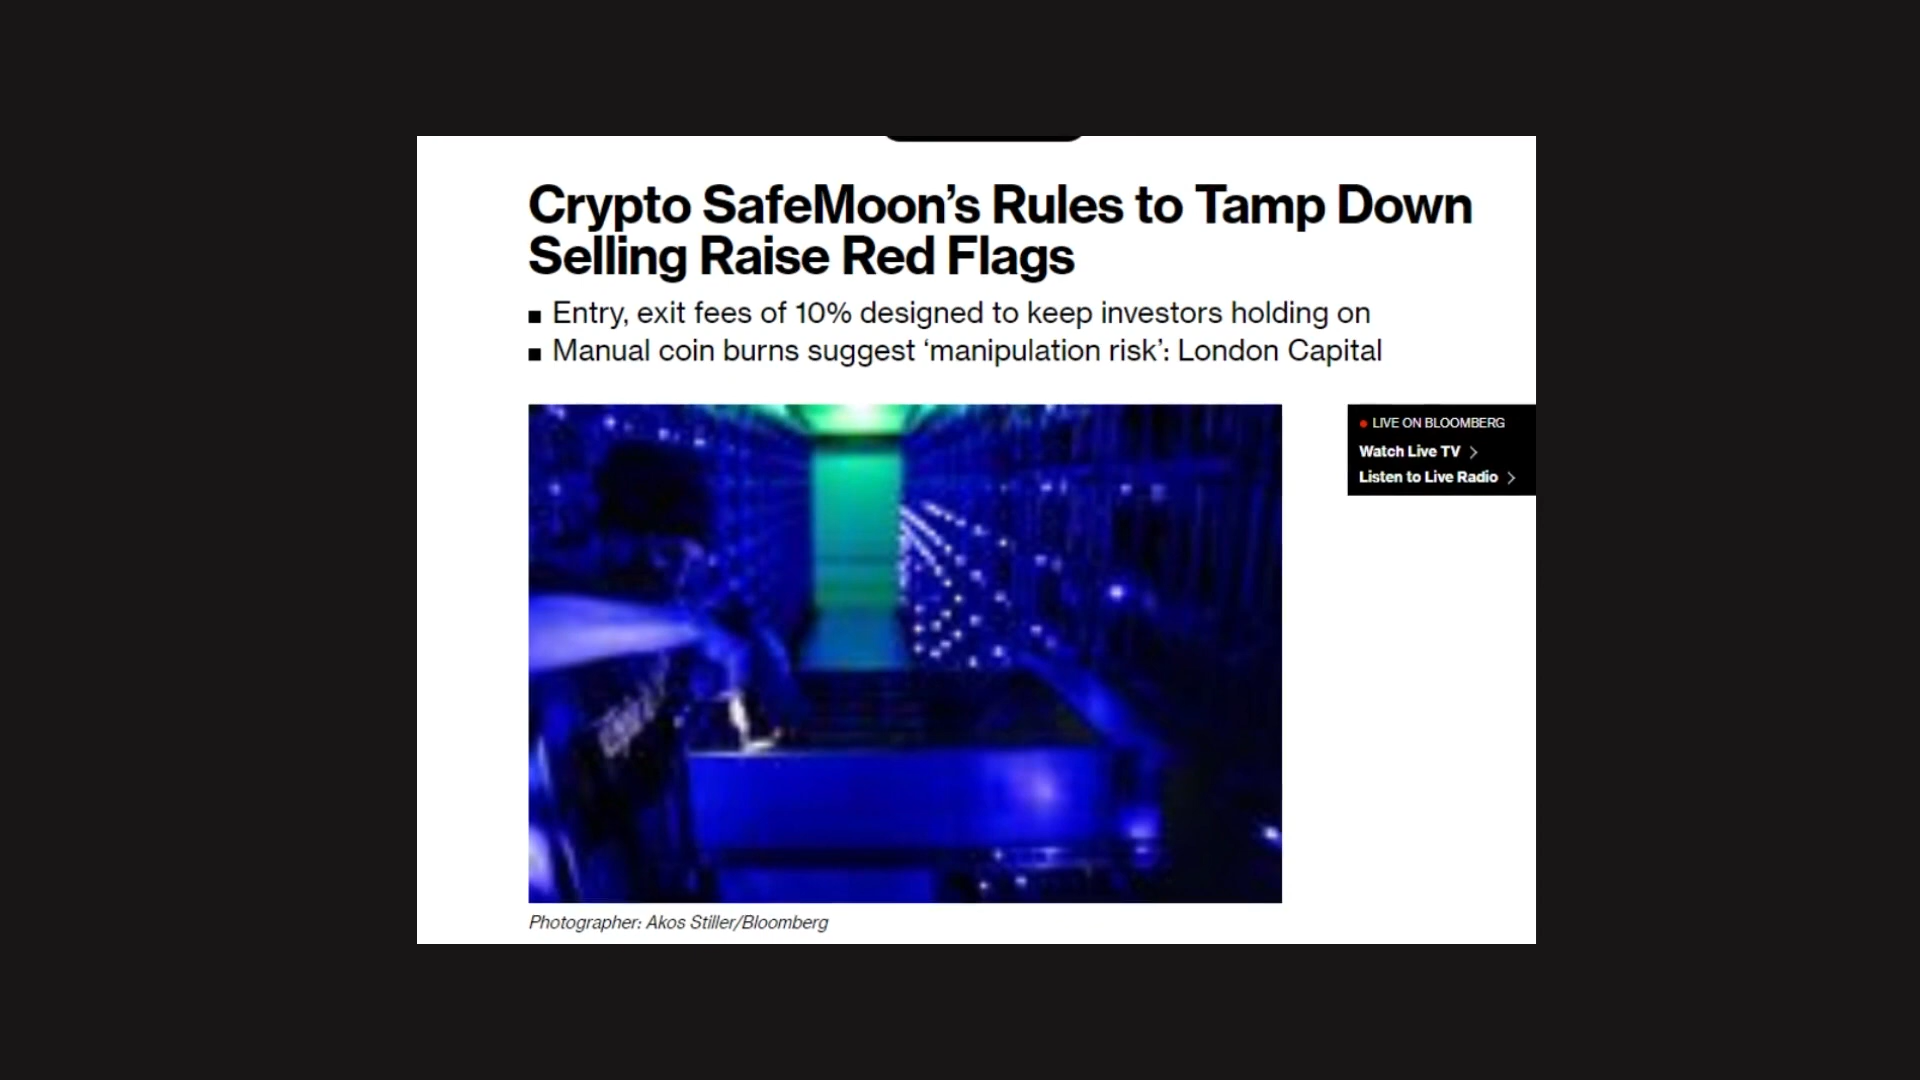 Crypto SafeMoon’s Rules to Tamp Down
Selling Raise Red Flags
Entry, exit fees of 10% designed to keep investors holding on
Manual coin burns suggest ‘manipulation risk’: London Capital
LIVE ON BLOOMBERG
Watch Live TV
Listen to Live Radio
Photographer: Akos Stiller/Bloomberg